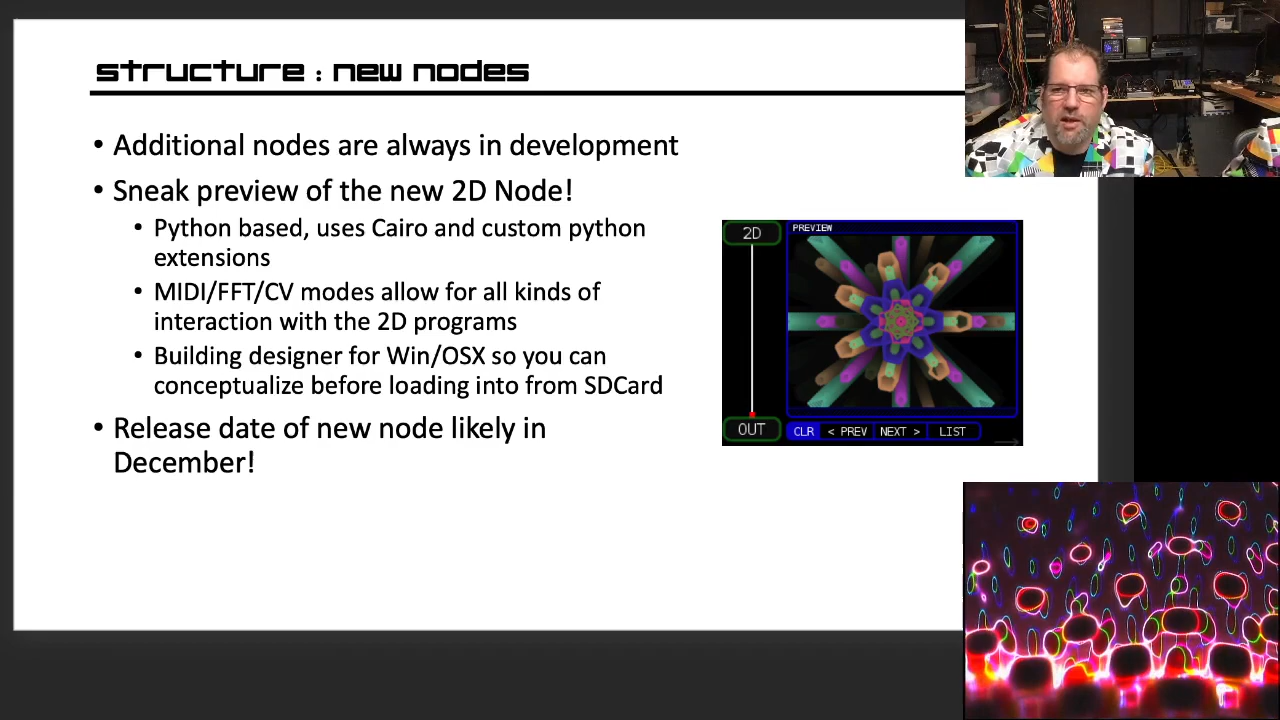 structure : new nodes
• Additional nodes are always in development
• Sneak preview of the new 2D Node!
• Python based, uses Cairo and custom python
extensions
• MIDI/FFT/CV modes allow for all kinds of
interaction with the 2D programs
• Building designer for Win/OSX so you can
conceptualize before loading into from SDCard
• Release date of new node likely in
December!
2D
PREVIEW
OUT
CLR < PREV NEXT > LIST